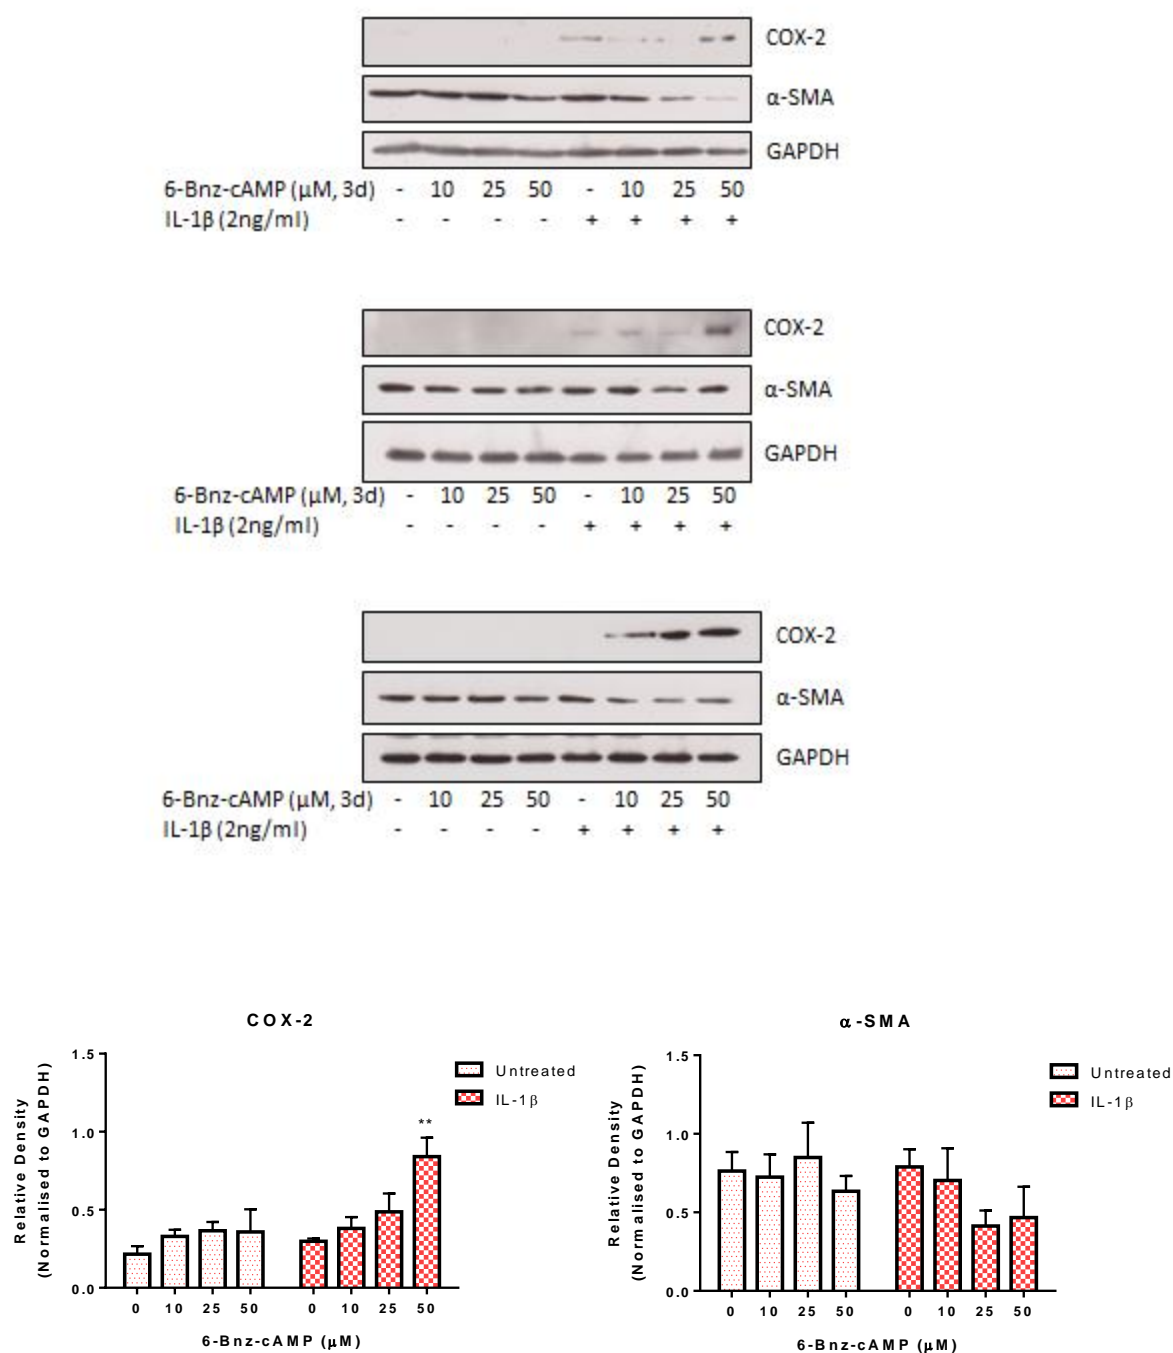 COX-2
α-SMA
GAPDH
6-Bnz-cAMP (µM, 3d) - 10 25 50 - 10 25 50
IL-1β (2ng/ml) - - - - + + + +
COX-2
α-SMA
GAPDH
6-Bnz-cAMP (µM, 3d) - 10 25 50 - 10 25 50
IL-1β (2ng/ml) - - - - + + + +
COX-2
α-SMA
GAPDH
6-Bnz-cAMP (µM, 3d) - 10 25 50 - 10 25 50
IL-1β (2ng/ml) - - - - + + + +
COX-2
Relative Density
(Normalised to GAPDH)
1.5
1.0
0.5
0.0
**
Untreated
IL-1β
0 10 25 50 0 10 25 50
6-Bnz-cAMP (µM)
α-SMA
Relative Density
(Normalised to GAPDH)
1.5
1.0
0.5
0.0
Untreated
IL-1β
0 10 25 50 0 10 25 50
6-Bnz-cAMP (µM)